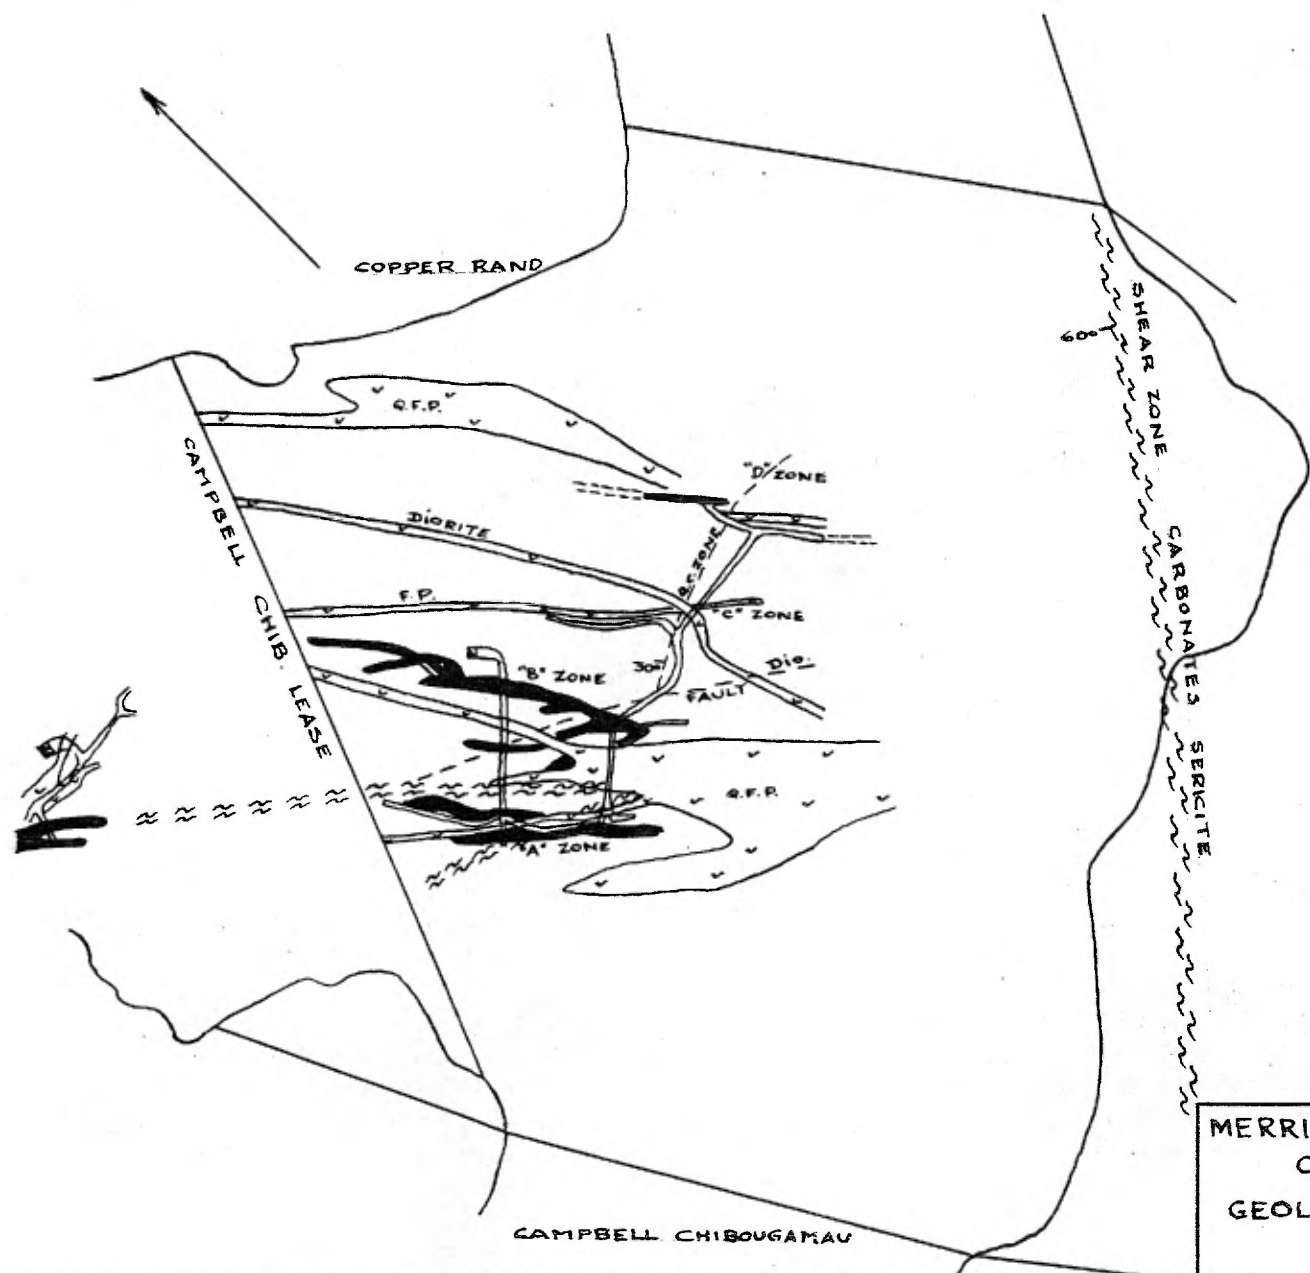 COPPER RAND
SHEAR ZONE CARBONATES SERICITE
60°
Q.F.P.
"D" ZONE
CAMPBELL CHIB. LEASE
DIORITE
F.P.
"C" ZONE
30°
"B" ZONE
DIO.
FAULT
Q.F.P.
"A" ZONE
MERRI
GEOL
CAMPBELL CHIBOUGAMAU